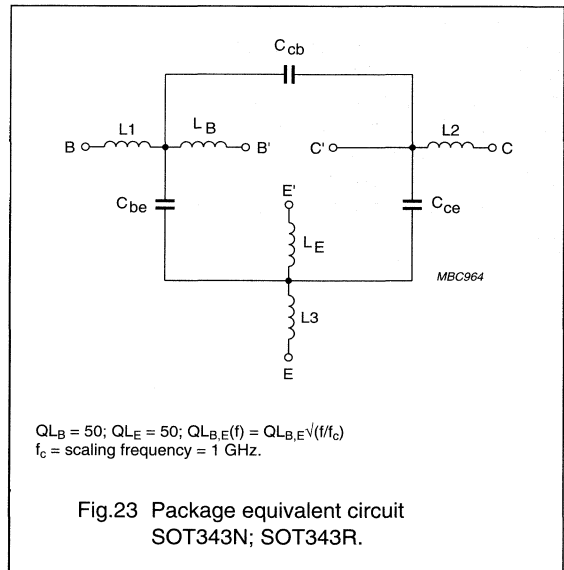 C_cb
L1
L_B
L2
B
B'
C'
C
E'
C_be
C_ce
L_E
MBC964
L3
E
QL_B = 50; QL_E = 50; QL_B,E(f) = QL_B,E√(f/f_c)
f_c = scaling frequency = 1 GHz.
Fig.23 Package equivalent circuit
SOT343N; SOT343R.